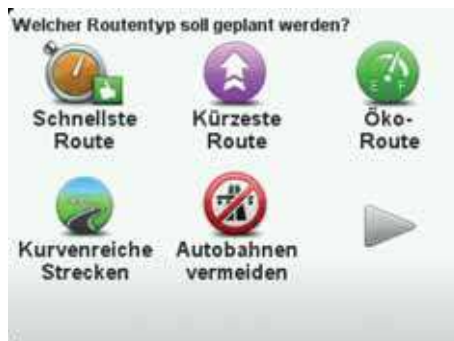 Welcher Routentyp soll geplant werden?
Schnellste
Route
Kürzeste
Route
Öko-
Route
Kurvenreiche
Strecken
Autobahnen
vermeiden